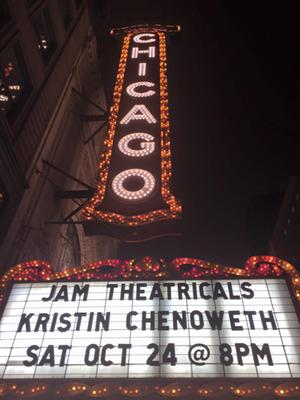 CHICAGO
JAM THEATRICALS
KRISTIN CHENOWETH
SAT OCT 24 @ 8PM